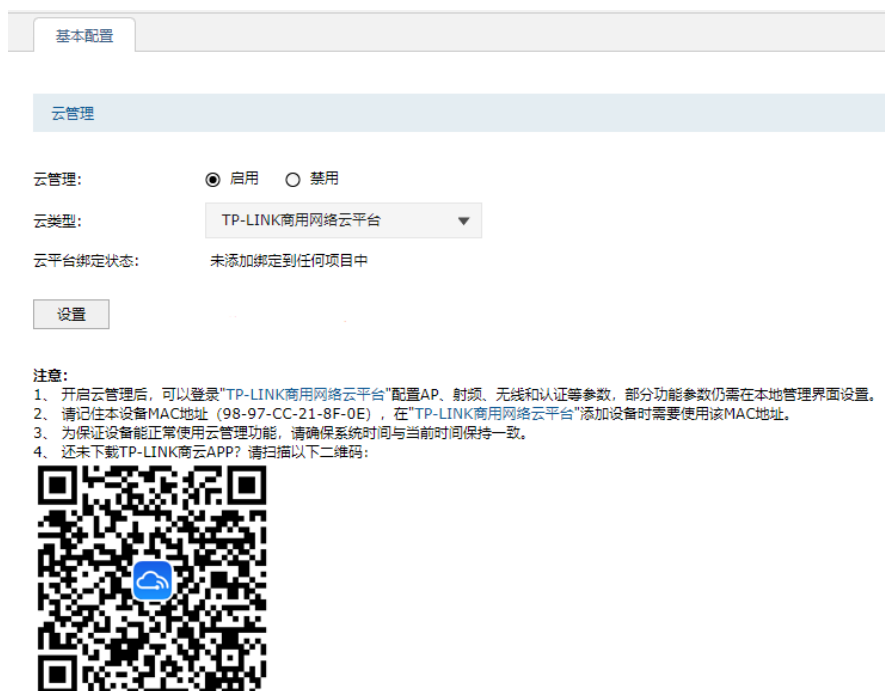 基本配置
云管理
云管理: 启用 禁用
云类型: TP-LINK商用网络云平台
云平台绑定状态: 未添加绑定到任何项目中
设置
注意:
1、 开启云管理后，可以登录"TP-LINK商用网络云平台"配置AP、射频、无线和认证等参数，部分功能参数仍需在本地管理界面设置。
2、 请记住本设备MAC地址（98-97-CC-21-8F-0E），在"TP-LINK商用网络云平台"添加设备时需要使用该MAC地址。
3、 为保证设备能正常使用云管理功能，请确保系统时间与当前时间保持一致。
4、 还未下载TP-LINK商云APP？请扫描以下二维码：